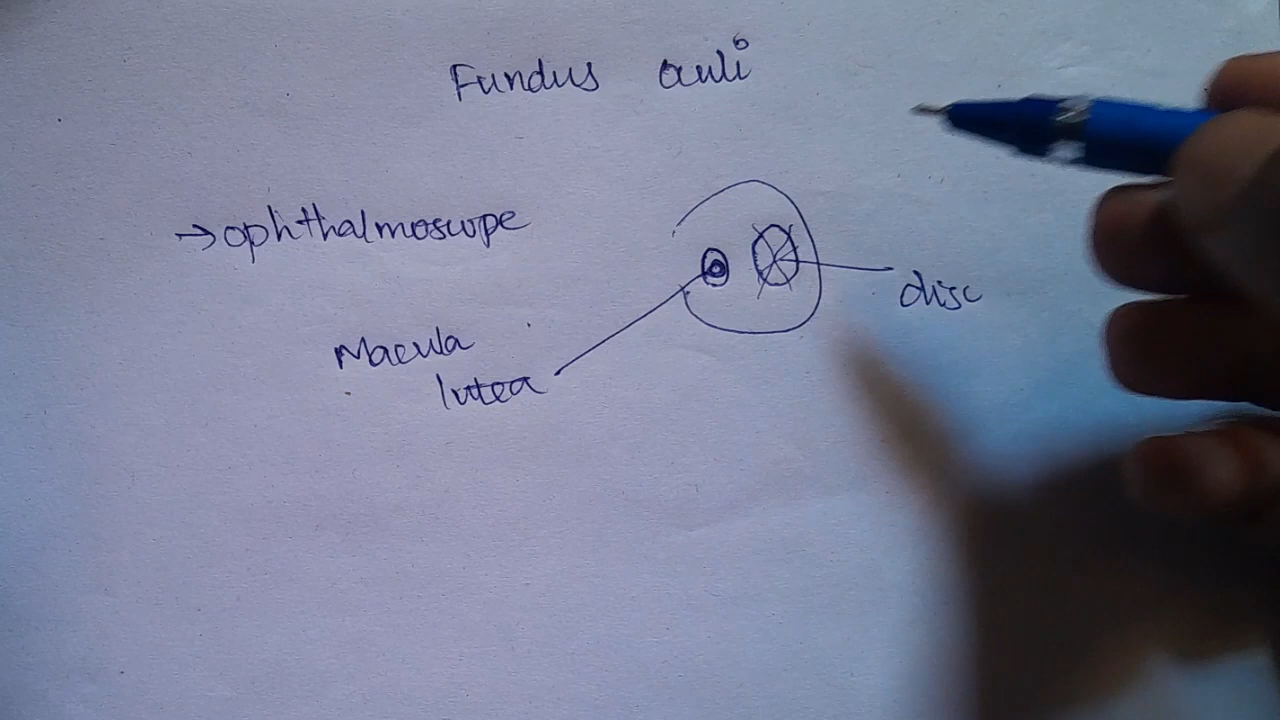 Fundus oculi
→ ophthalmoscope
disc
Macula
lutea